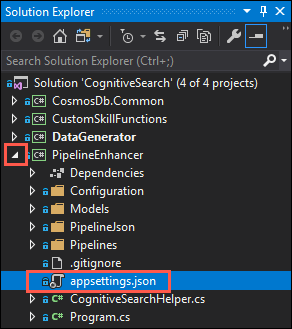 Solution Explorer
Search Solution Explorer (Ctrl+;)
Solution 'CognitiveSearch' (4 of 4 projects)
C# CosmosDb.Common
C# CustomSkillFunctions
C# DataGenerator
C# PipelineEnhancer
Dependencies
Configuration
Models
PipelineJson
Pipelines
.gitignore
appsettings.json
C# CognitiveSearchHelper.cs
C# Program.cs